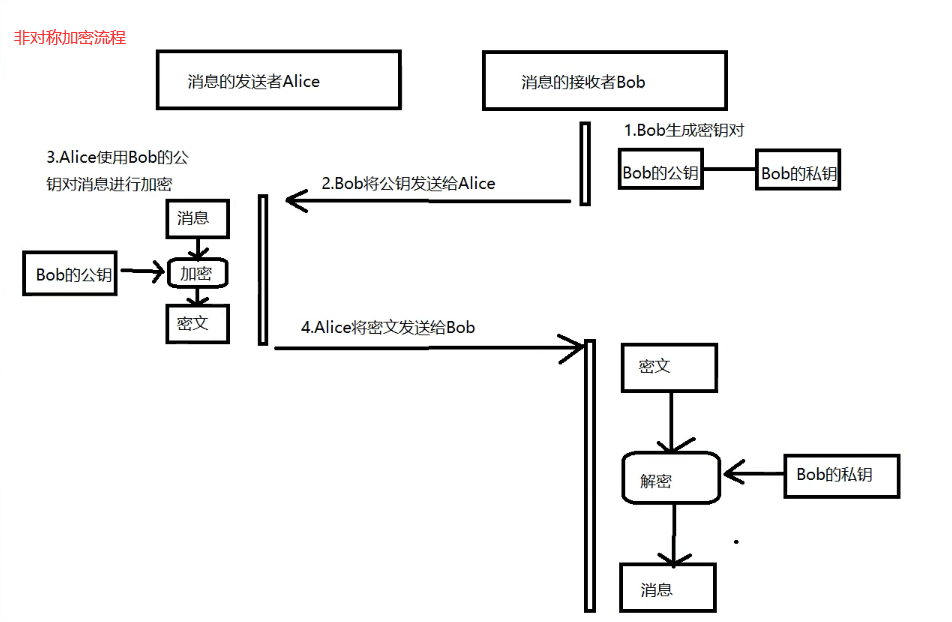 非对称加密流程
消息的发送者Alice
消息的接收者Bob
1.Bob生成密钥对
Bob的公钥
Bob的私钥
2.Bob将公钥发送给Alice
3.Alice使用Bob的公
钥对消息进行加密
消息
Bob的公钥
加密
密文
4.Alice将密文发送给Bob
密文
解密
Bob的私钥
消息